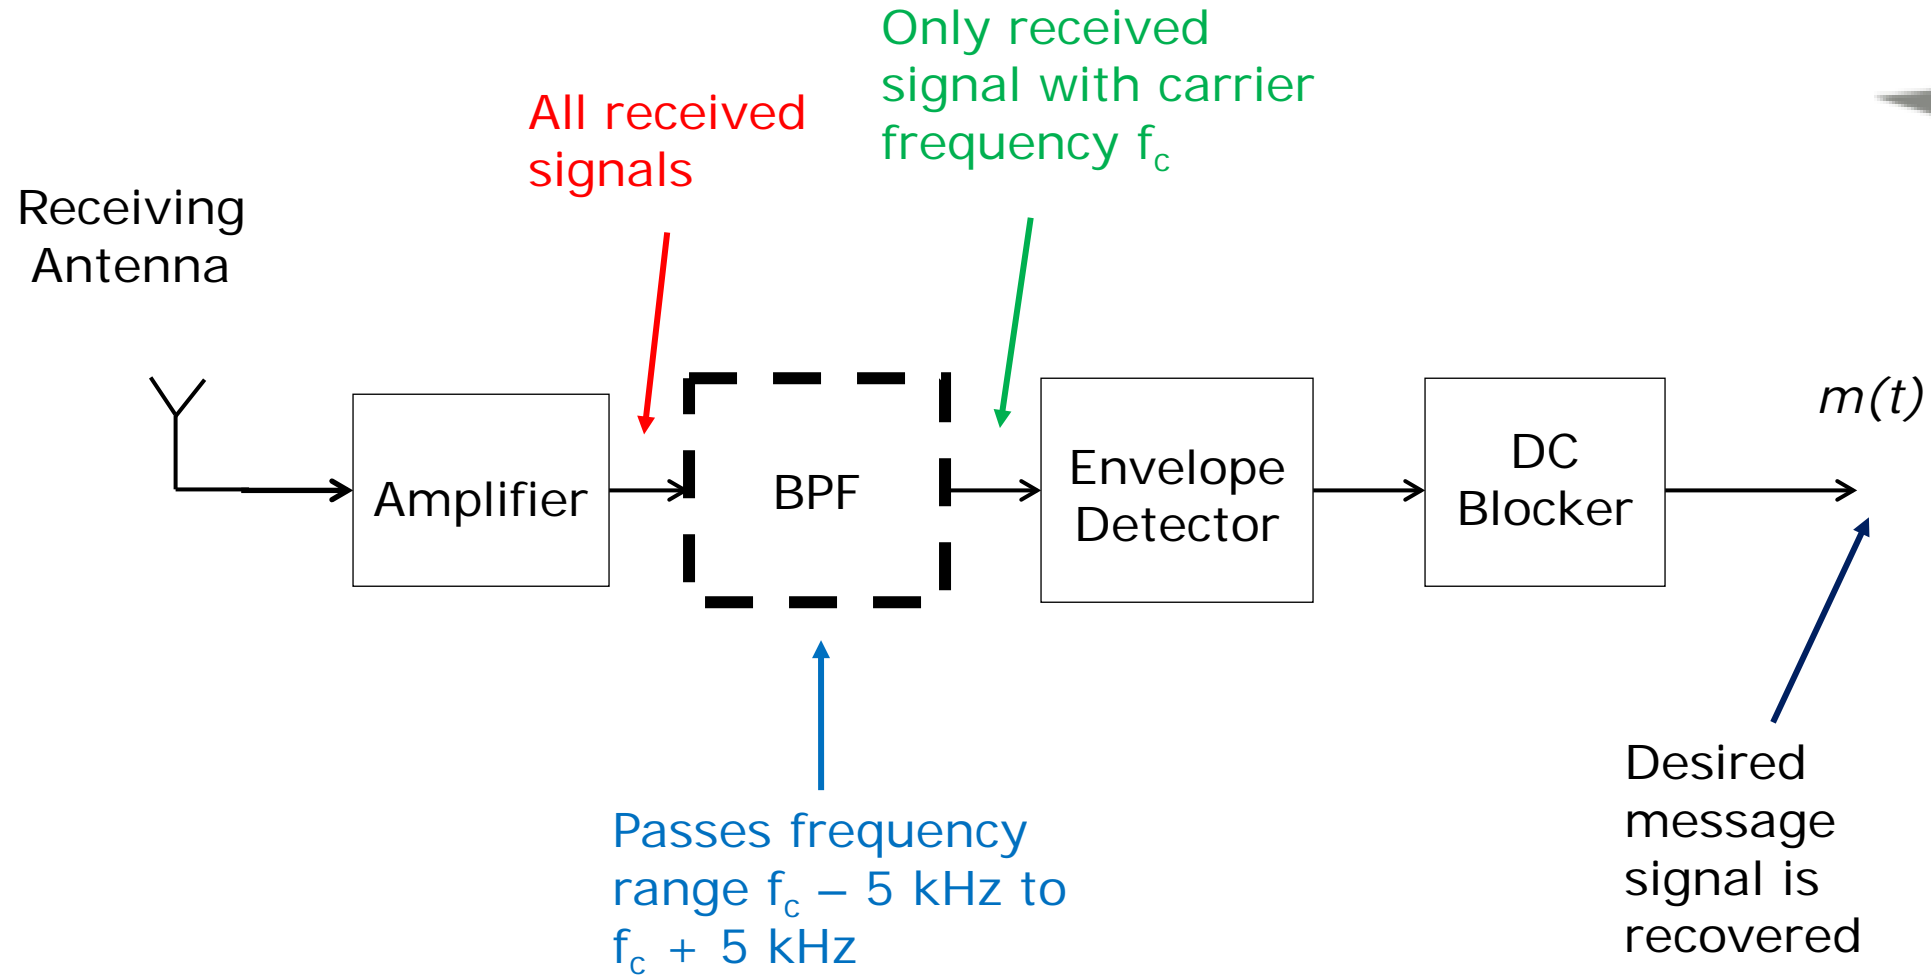 Only received
signal with carrier
frequency fc
All received
signals
Receiving
Antenna
m(t)
Amplifier
BPF
Envelope
Detector
DC
Blocker
Passes frequency
range fc – 5 kHz to
fc + 5 kHz
Desired
message
signal is
recovered